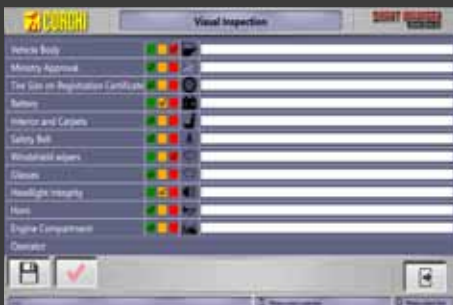 CORGHI
Visual Inspection
Vehicle Body
Ministry Approval
Tire Size on Registration Certificate
Battery
Interior and Carpets
Safety Belt
Windshield wipers
Glasses
Headlight Integrity
Horn
Engine Compartment
Operator